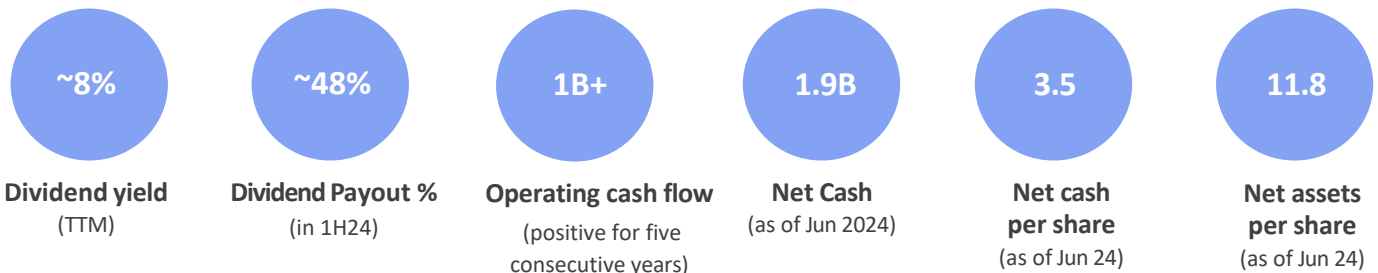 ~8%
Dividend yield
(TTM)
~48%
Dividend Payout %
(in 1H24)
1B+
Operating cash flow
(positive for five
consecutive years)
1.9B
Net Cash
(as of Jun 2024)
3.5
Net cash
per share
(as of Jun 24)
11.8
Net assets
per share
(as of Jun 24)